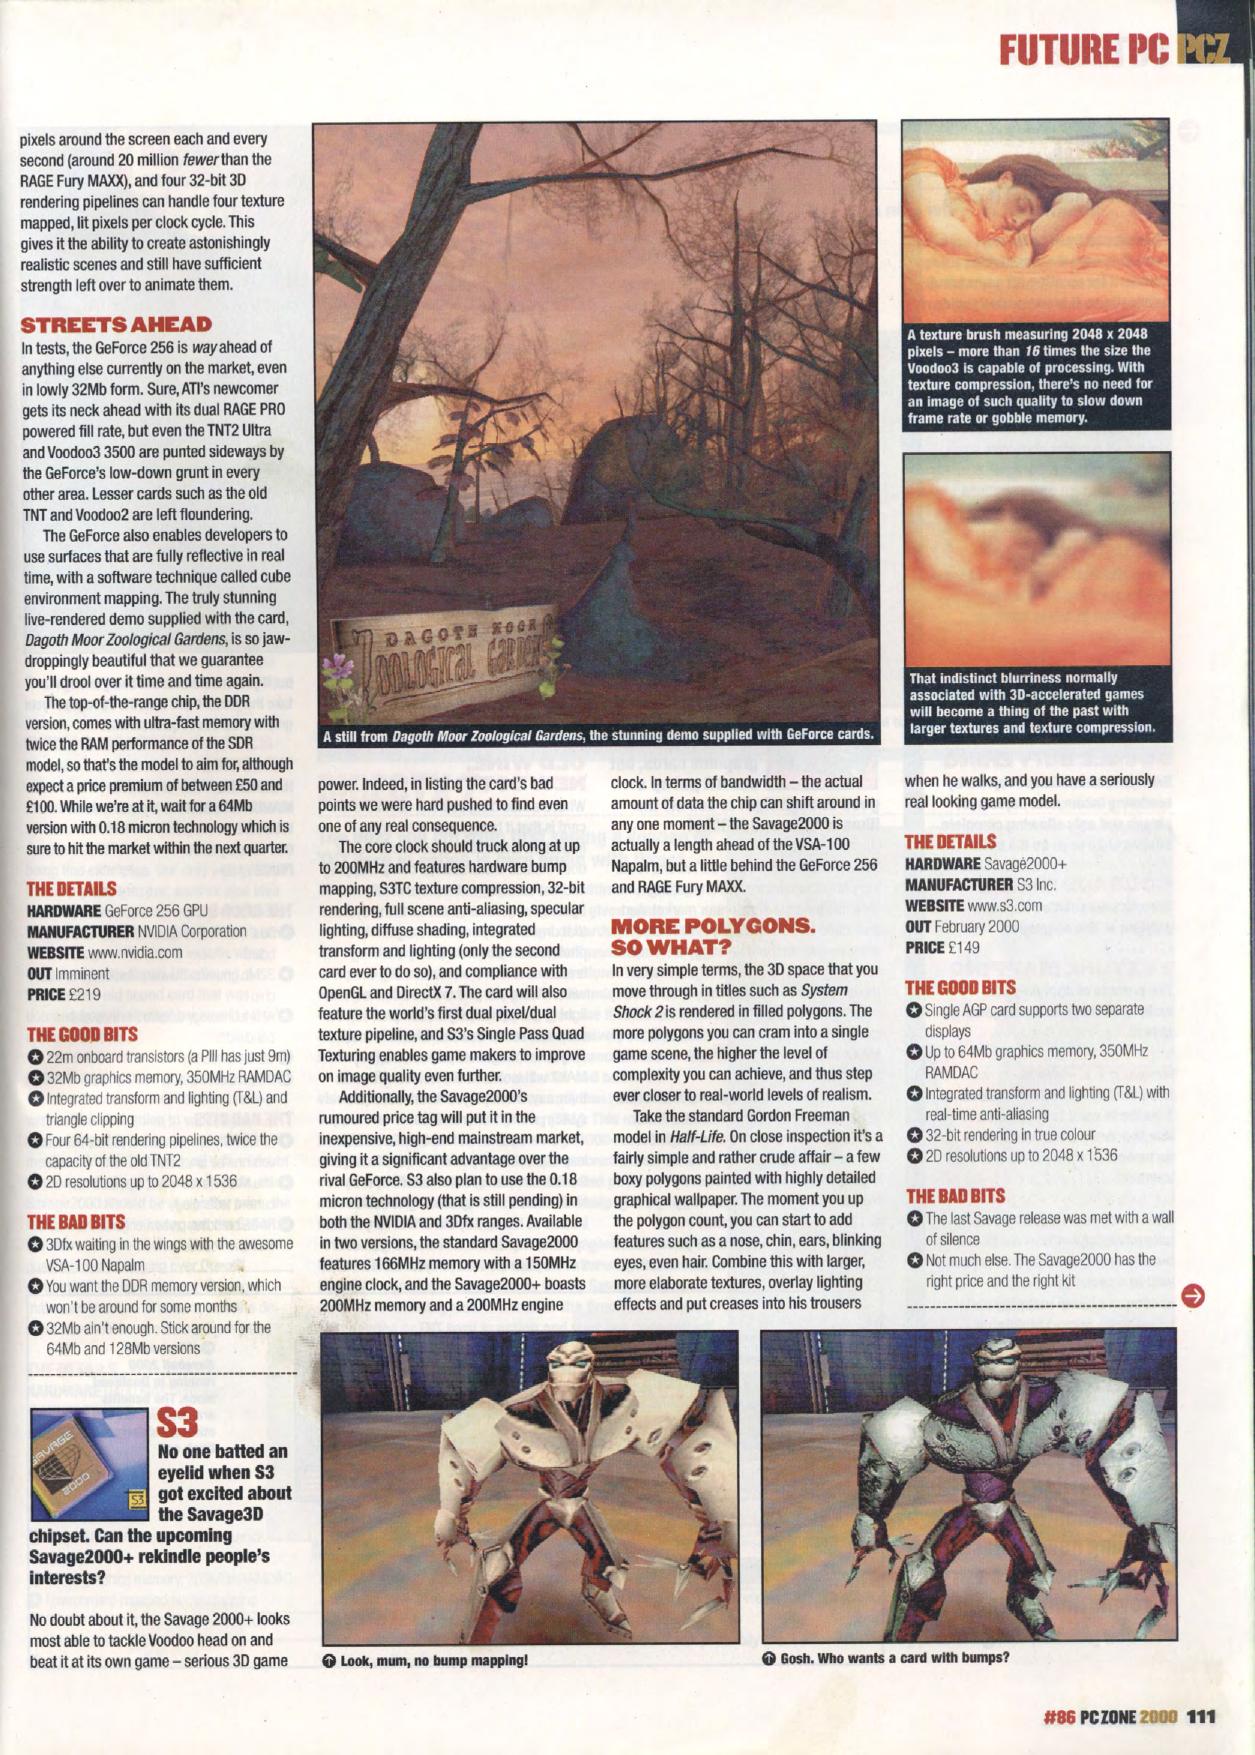 FUTURE PC PCZ
pixels around the screen each and every
second (around 20 million fewer than the
RAGE Fury MAXX), and four 32-bit 3D
rendering pipelines can handle four texture
mapped, lit pixels per clock cycle. This
gives it the ability to create astonishingly
realistic scenes and still have sufficient
strength left over to animate them.
STREETS AHEAD
In tests, the GeForce 256 is way ahead of
anything else currently on the market, even
in lowly 32Mb form. Sure, ATI's newcomer
gets its neck ahead with its dual RAGE PRO
powered fill rate, but even the TNT2 Ultra
and Voodoo3 3500 are punted sideways by
the GeForce's low-down grunt in every
other area. Lesser cards such as the old
TNT and Voodoo2 are left floundering.
The GeForce also enables developers to
use surfaces that are fully reflective in real
time, with a software technique called cube
environment mapping. The truly stunning
live-rendered demo supplied with the card,
Dagoth Moor Zoological Gardens, is so jaw-
droppingly beautiful that we guarantee
you'll drool over it time and time again.
The top-of-the-range chip, the DDR
version, comes with ultra-fast memory with
twice the RAM performance of the SDR
model, so that's the model to aim for, although
expect a price premium of between £50 and
£100. While we're at it, wait for a 64Mb
version with 0.18 micron technology which is
sure to hit the market within the next quarter.
THE DETAILS
HARDWARE GeForce 256 GPU
MANUFACTURER NVIDIA Corporation
WEBSITE www.nvidia.com
OUT Imminent
PRICE £219
THE GOOD BITS
22m onboard transistors (a PIII has just 9m)
32Mb graphics memory, 350MHz RAMDAC
Integrated transform and lighting (T&L) and
triangle clipping
Four 64-bit rendering pipelines, twice the
capacity of the old TNT2
2D resolutions up to 2048 x 1536
THE BAD BITS
3Dfx waiting in the wings with the awesome
VSA-100 Napalm
You want the DDR memory version, which
won't be around for some months
32Mb ain't enough. Stick around for the
64Mb and 128Mb versions
SAVAGE
2000
S3
S3
No one batted an
eyelid when S3
got excited about
the Savage3D
chipset. Can the upcoming
Savage2000+ rekindle people's
interests?
No doubt about it, the Savage 2000+ looks
most able to tackle Voodoo head on and
beat it at its own game – serious 3D game
DAGOTH MOOR
ZOOLOGICAL GARDENS
A still from Dagoth Moor Zoological Gardens, the stunning demo supplied with GeForce cards.
power. Indeed, in listing the card's bad
points we were hard pushed to find even
one of any real consequence.
The core clock should truck along at up
to 200MHz and features hardware bump
mapping, S3TC texture compression, 32-bit
rendering, full scene anti-aliasing, specular
lighting, diffuse shading, integrated
transform and lighting (only the second
card ever to do so), and compliance with
OpenGL and DirectX 7. The card will also
feature the world's first dual pixel/dual
texture pipeline, and S3's Single Pass Quad
Texturing enables game makers to improve
on image quality even further.
Additionally, the Savage2000's
rumoured price tag will put it in the
inexpensive, high-end mainstream market,
giving it a significant advantage over the
rival GeForce. S3 also plan to use the 0.18
micron technology (that is still pending) in
both the NVIDIA and 3Dfx ranges. Available
in two versions, the standard Savage2000
features 166MHz memory with a 150MHz
engine clock, and the Savage2000+ boasts
200MHz memory and a 200MHz engine
clock. In terms of bandwidth – the actual
amount of data the chip can shift around in
any one moment – the Savage2000 is
actually a length ahead of the VSA-100
Napalm, but a little behind the GeForce 256
and RAGE Fury MAXX.
MORE POLYGONS.
SO WHAT?
In very simple terms, the 3D space that you
move through in titles such as System
Shock 2 is rendered in filled polygons. The
more polygons you can cram into a single
game scene, the higher the level of
complexity you can achieve, and thus step
ever closer to real-world levels of realism.
Take the standard Gordon Freeman
model in Half-Life. On close inspection it's a
fairly simple and rather crude affair – a few
boxy polygons painted with highly detailed
graphical wallpaper. The moment you up
the polygon count, you can start to add
features such as a nose, chin, ears, blinking
eyes, even hair. Combine this with larger,
more elaborate textures, overlay lighting
effects and put creases into his trousers
A texture brush measuring 2048 x 2048
pixels – more than 16 times the size the
Voodoo3 is capable of processing. With
texture compression, there's no need for
an image of such quality to slow down
frame rate or gobble memory.
That indistinct blurriness normally
associated with 3D-accelerated games
will become a thing of the past with
larger textures and texture compression.
when he walks, and you have a seriously
real looking game model.
THE DETAILS
HARDWARE Savage2000+
MANUFACTURER S3 Inc.
WEBSITE www.s3.com
OUT February 2000
PRICE £149
THE GOOD BITS
Single AGP card supports two separate
displays
Up to 64Mb graphics memory, 350MHz
RAMDAC
Integrated transform and lighting (T&L) with
real-time anti-aliasing
32-bit rendering in true colour
2D resolutions up to 2048 x 1536
THE BAD BITS
The last Savage release was met with a wall
of silence
Not much else. The Savage2000 has the
right price and the right kit
Look, mum, no bump mapping!
Gosh. Who wants a card with bumps?
#86 PC ZONE 2000 111